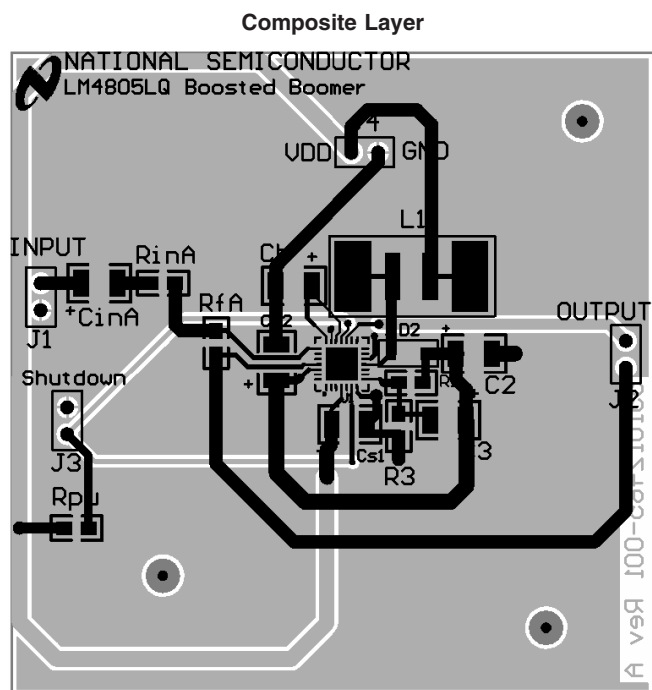 Composite Layer
NATIONAL SEMICONDUCTOR
LM4805LQ Boosted Boomer
4
VDD GND
L1
INPUT
RinA
+
+
CinA
RfA
OUTPUT
J1
D2
+
Shutdown
+
C2
J2
+
+
Cs1
J3
R3
Rpu
Rev A